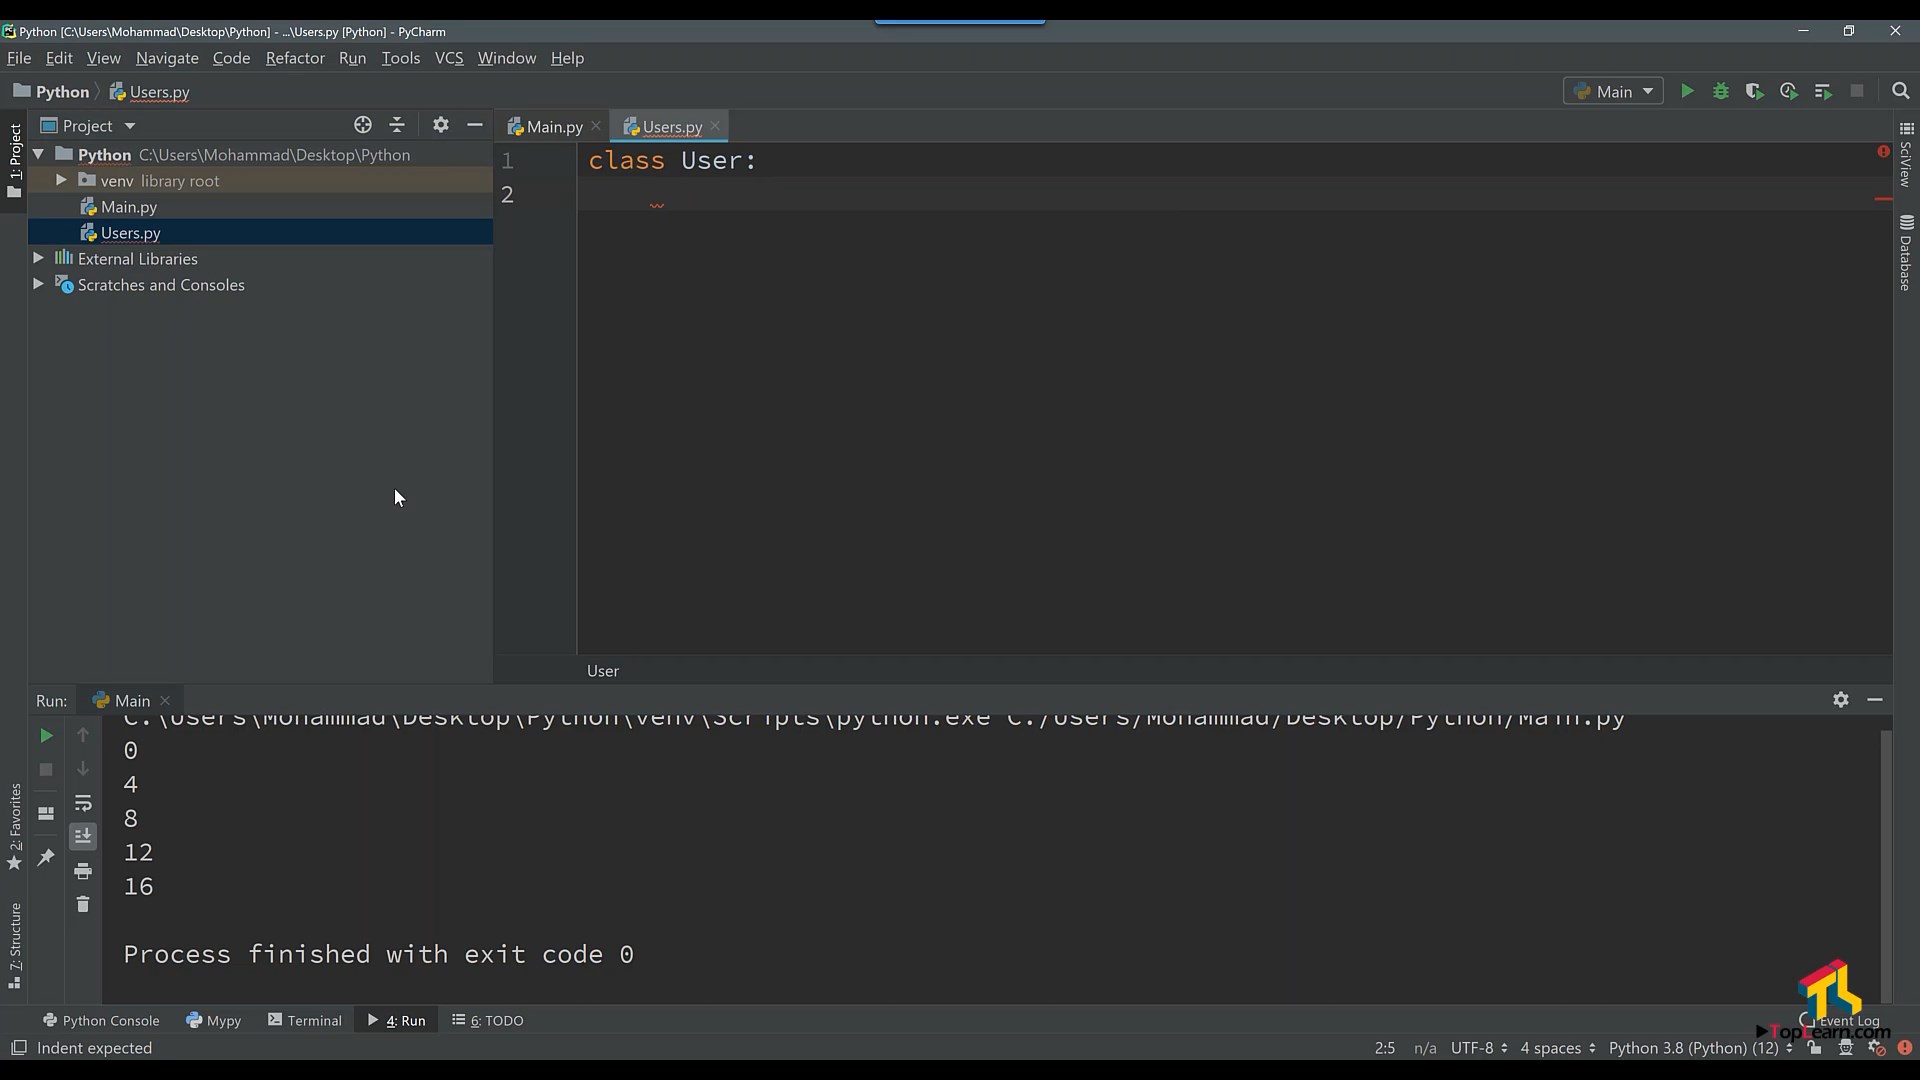 Python [C:\Users\Mohammad\Desktop\Python] - ...\Users.py [Python] - PyCharm
File Edit View Navigate Code Refactor Run Tools VCS Window Help
Python Users.py Main
Project Main.py Users.py
1: Project
Python C:\Users\Mohammad\Desktop\Python
venv library root
Main.py
Users.py
External Libraries
Scratches and Consoles
1 class User:
2
User
SciView
Database
Run: Main
C:\Users\Mohammad\Desktop\Python\venv\Scripts\python.exe C:/Users/Mohammad/Desktop/Python/Main.py
0
4
8
12
16
Process finished with exit code 0
2: Favorites
7: Structure
Python Console Mypy Terminal 4: Run 6: TODO Event Log
TopLearn.com
Indent expected 2:5 n/a UTF-8 4 spaces Python 3.8 (Python) (12)